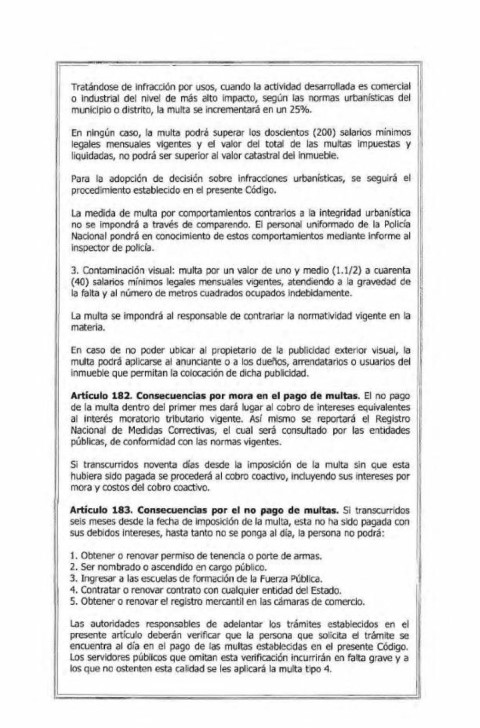 Tratándose de infracción por usos, cuando la actividad desarrollada es comercial
o industrial del nivel de más alto impacto, según las normas urbanísticas del
municipio o distrito, la multa se incrementará en un 25%.
En ningún caso, la multa podrá superar los doscientos (200) salarios mínimos
legales mensuales vigentes y el valor del total de las multas impuestas y
liquidadas, no podrá ser superior al valor catastral del inmueble.
Para la adopción de decisión sobre infracciones urbanísticas, se seguirá el
procedimiento establecido en el presente Código.
La medida de multa por comportamientos contrarios a la integridad urbanística
no se impondrá a través de comparendo. El personal uniformado de la Policía
Nacional pondrá en conocimiento de estos comportamientos mediante informe al
inspector de policía.
3. Contaminación visual: multa por un valor de uno y medio (1.1/2) a cuarenta
(40) salarios mínimos legales mensuales vigentes, atendiendo a la gravedad de
la falta y al número de metros cuadrados ocupados indebidamente.
La multa se impondrá al responsable de contrariar la normatividad vigente en la
materia.
En caso de no poder ubicar al propietario de la publicidad exterior visual, la
multa podrá aplicarse al anunciante o a los dueños, arrendatarios o usuarios del
inmueble que permitan la colocación de dicha publicidad.
Artículo 182. Consecuencias por mora en el pago de multas. El no pago
de la multa dentro del primer mes dará lugar al cobro de intereses equivalentes
al interés moratorio tributario vigente. Así mismo se reportará el Registro
Nacional de Medidas Correctivas, el cual será consultado por las entidades
públicas, de conformidad con las normas vigentes.
Si transcurridos noventa días desde la imposición de la multa sin que esta
hubiera sido pagada se procederá al cobro coactivo, incluyendo sus intereses por
mora y costos del cobro coactivo.
Artículo 183. Consecuencias por el no pago de multas. Si transcurridos
seis meses desde la fecha de imposición de la multa, esta no ha sido pagada con
sus debidos intereses, hasta tanto no se ponga al día, la persona no podrá:
1. Obtener o renovar permiso de tenencia o porte de armas.
2. Ser nombrado o ascendido en cargo público.
3. Ingresar a las escuelas de formación de la Fuerza Pública.
4. Contratar o renovar contrato con cualquier entidad del Estado.
5. Obtener o renovar el registro mercantil en las cámaras de comercio.
Las autoridades responsables de adelantar los trámites establecidos en el
presente artículo deberán verificar que la persona que solicita el trámite se
encuentra al día en el pago de las multas establecidas en el presente Código.
Los servidores públicos que omitan esta verificación incurrirán en falta grave y a
los que no ostenten esta calidad se les aplicará la multa tipo 4.